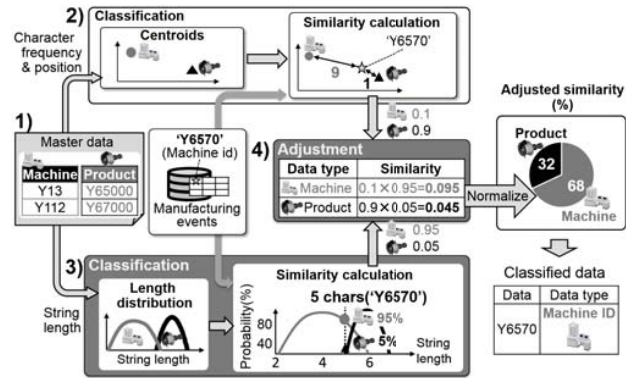 2) Classification
Character
frequency
& position
Centroids
Similarity calculation
'Y6570'
9
1
0.1
0.9
1)
Master data
Machine Product
Y13 Y65000
Y112 Y67000
'Y6570'
(Machine id)
Manufacturing
events
4) Adjustment
Data type Similarity
Machine 0.1×0.95=0.095
Product 0.9×0.05=0.045
Normalize
Adjusted similarity
(%)
Product
32
68
Machine
0.95
0.05
3) Classification
String
length
Length
distribution
String length
Similarity calculation
5 chars('Y6570')
Probability(%)
80
40
95%
5%
2 4 6
String
length
Classified data
Data Data type
Y6570 Machine ID